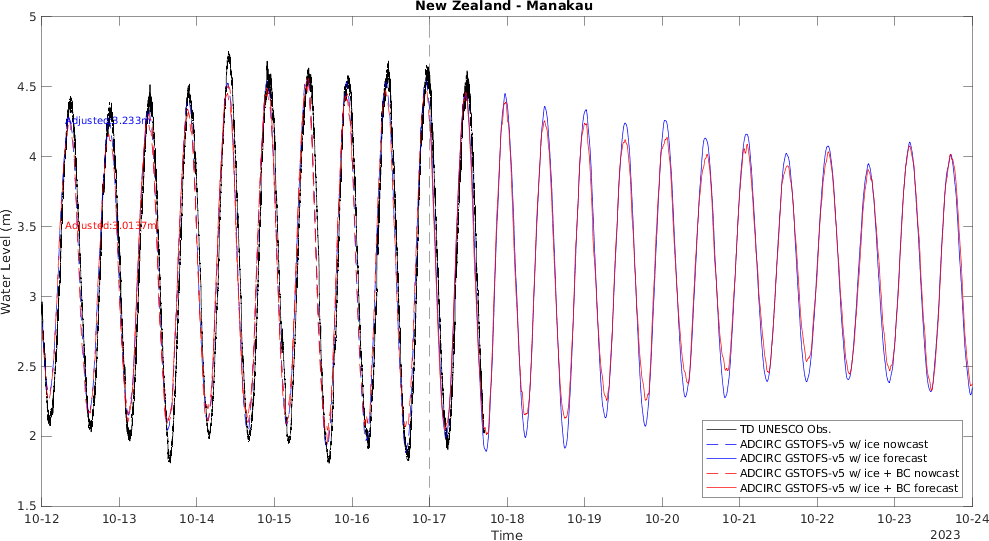 New Zealand - Manakau
5
4.5
4
3.5
3
2.5
2
1.5
Water Level (m)
Adjusted:3.233m
Adjusted:3.0137m
TD UNESCO Obs.
ADCIRC GSTOFS-v5 w/ ice nowcast
ADCIRC GSTOFS-v5 w/ ice forecast
ADCIRC GSTOFS-v5 w/ ice + BC nowcast
ADCIRC GSTOFS-v5 w/ ice + BC forecast
10-12 10-13 10-14 10-15 10-16 10-17 10-18 10-19 10-20 10-21 10-22 10-23 10-24
Time
2023